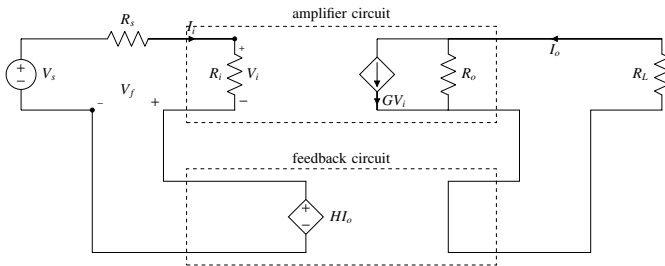 amplifier circuit
R_s
I_i
+
I_o
+
−
V_s
V_f
-
+
R_i
V_i
−
GV_i
R_o
R_L
feedback circuit
+
−
HI_o